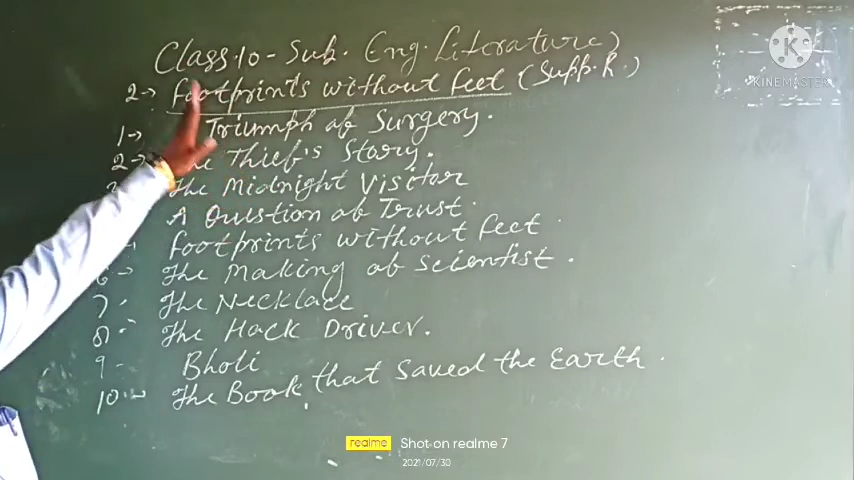 Class.10 - Sub. Eng. Literature)
2→ Footprints without feet (Supp. R.)
1→ Triumph of Surgery.
2→ The Thief's Story.
The Midnight Visitor
A Question of Trust.
Footprints without feet
6- The Making of Scientist.
7. The Necklace
8. The Hack Driver.
9- Bholi
10. The Book that saved the Earth.
KINEMASTER
realme Shot on realme 7
2021/07/30